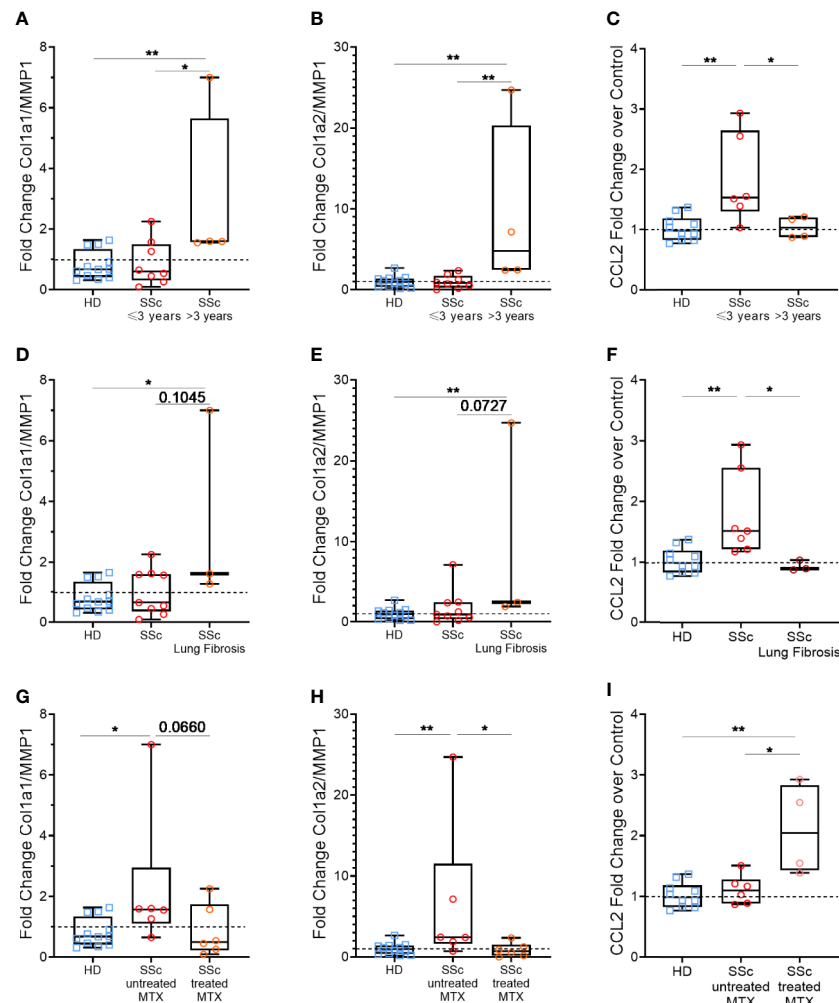 A
Fold Change Col1a1/MMP1
8
6
4
2
0
**
*
HD
SSc
SSc
≤3 years
>3 years
B
Fold Change Col1a2/MMP1
30
20
10
0
**
**
HD
SSc
SSc
≤3 years
>3 years
C
CCL2 Fold Change over Control
4
3
2
1
0
**
*
HD
SSc
SSc
≤3 years
>3 years
D
Fold Change Col1a1/MMP1
8
6
4
2
0
*
0.1045
HD
SSc
SSc
Lung Fibrosis
E
Fold Change Col1a2/MMP1
30
20
10
0
**
0.0727
HD
SSc
SSc
Lung Fibrosis
F
CCL2 Fold Change over Control
4
3
2
1
0
**
*
HD
SSc
SSc
Lung Fibrosis
G
Fold Change Col1a1/MMP1
8
6
4
2
0
*
0.0660
HD
SSc
untreated
MTX
SSc
treated
MTX
H
Fold Change Col1a2/MMP1
30
20
10
0
**
*
HD
SSc
untreated
MTX
SSc
treated
MTX
I
CCL2 Fold Change over Control
4
3
2
1
0
**
*
HD
SSc
untreated
MTX
SSc
treated
MTX